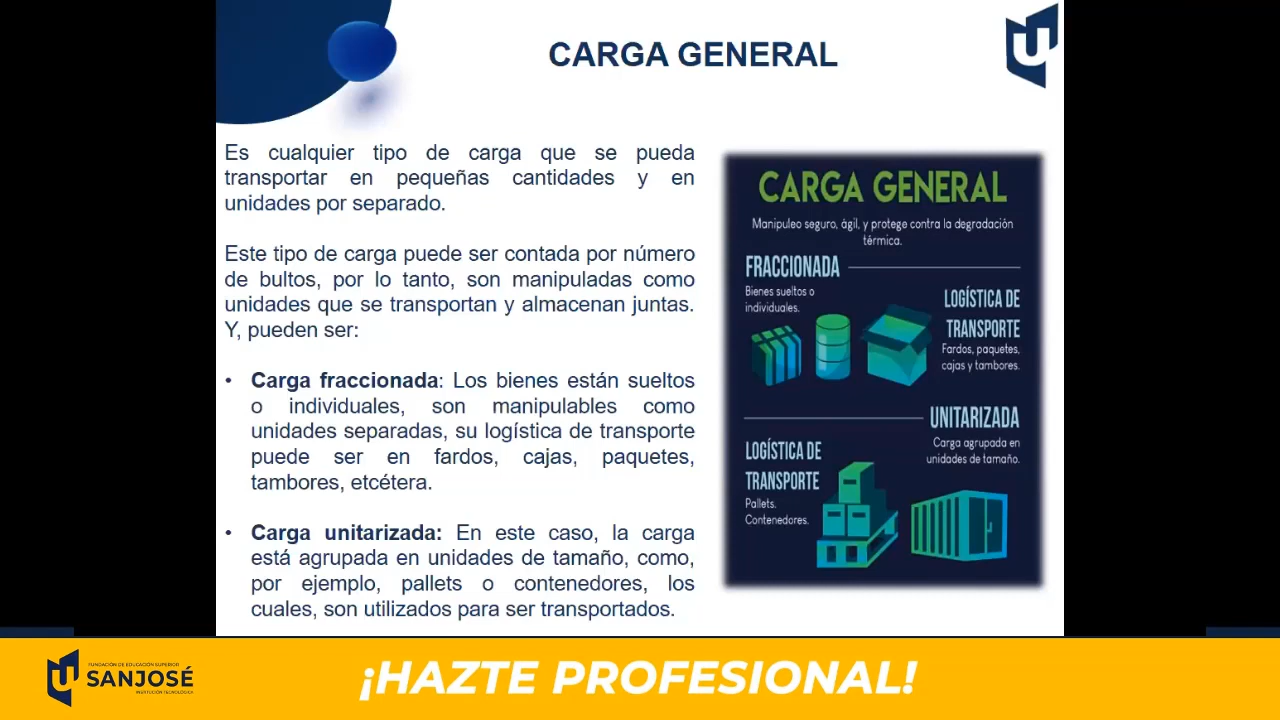 CARGA GENERAL
Es cualquier tipo de carga que se pueda
transportar en pequeñas cantidades y en
unidades por separado.
Este tipo de carga puede ser contada por número
de bultos, por lo tanto, son manipuladas como
unidades que se transportan y almacenan juntas.
Y, pueden ser:
• Carga fraccionada: Los bienes están sueltos
o individuales, son manipulables como
unidades separadas, su logística de transporte
puede ser en fardos, cajas, paquetes,
tambores, etcétera.
• Carga unitarizada: En este caso, la carga
está agrupada en unidades de tamaño, como,
por ejemplo, pallets o contenedores, los
cuales, son utilizados para ser transportados.
CARGA GENERAL
Manipuleo seguro, ágil, y protege contra la degradación
térmica.
FRACCIONADA
Bienes sueltos o
individuales.
LOGÍSTICA DE
TRANSPORTE
Fardos, paquetes,
cajas y tambores.
UNITARIZADA
Carga agrupada en
unidades de tamaño.
LOGÍSTICA DE
TRANSPORTE
Pallets.
Contenedores.
FUNDACIÓN DE EDUCACIÓN SUPERIOR
SANJOSÉ
INSTITUCIÓN TECNOLÓGICA
¡HAZTE PROFESIONAL!